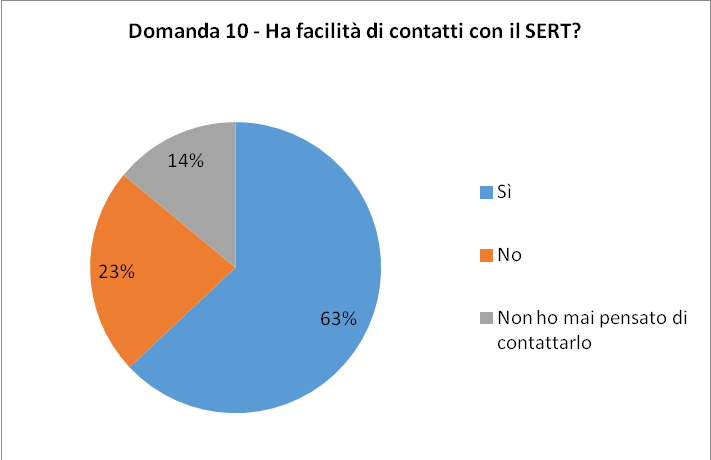 Domanda 10 - Ha facilità di contatti con il SERT?
14%
23%
63%
Sì
No
Non ho mai pensato di
contattarlo